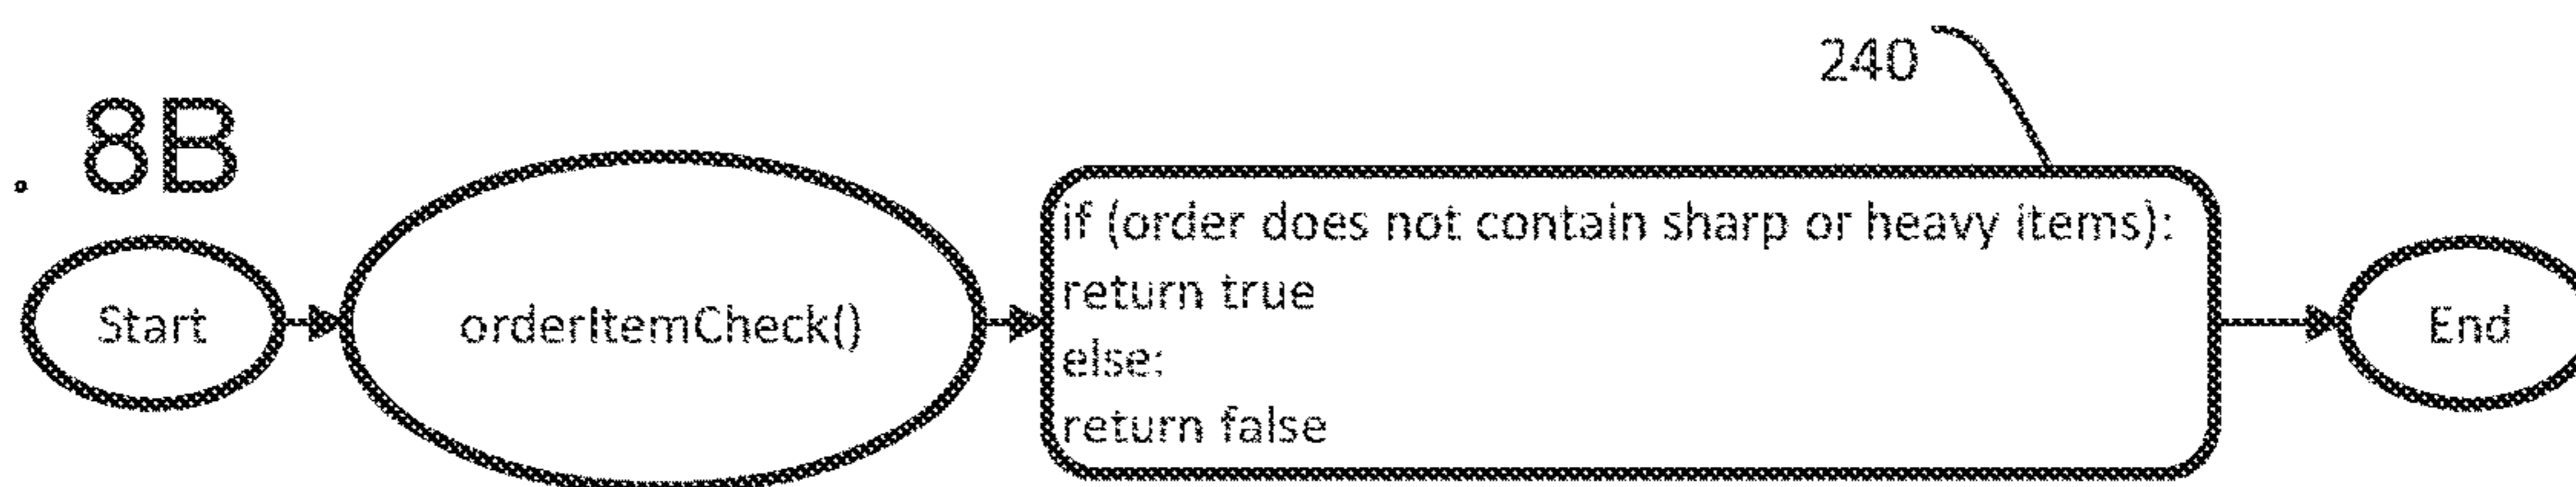 240
. 8B
Start
orderItemCheck()
if (order does not contain sharp or heavy items):
return true
else:
return false
End